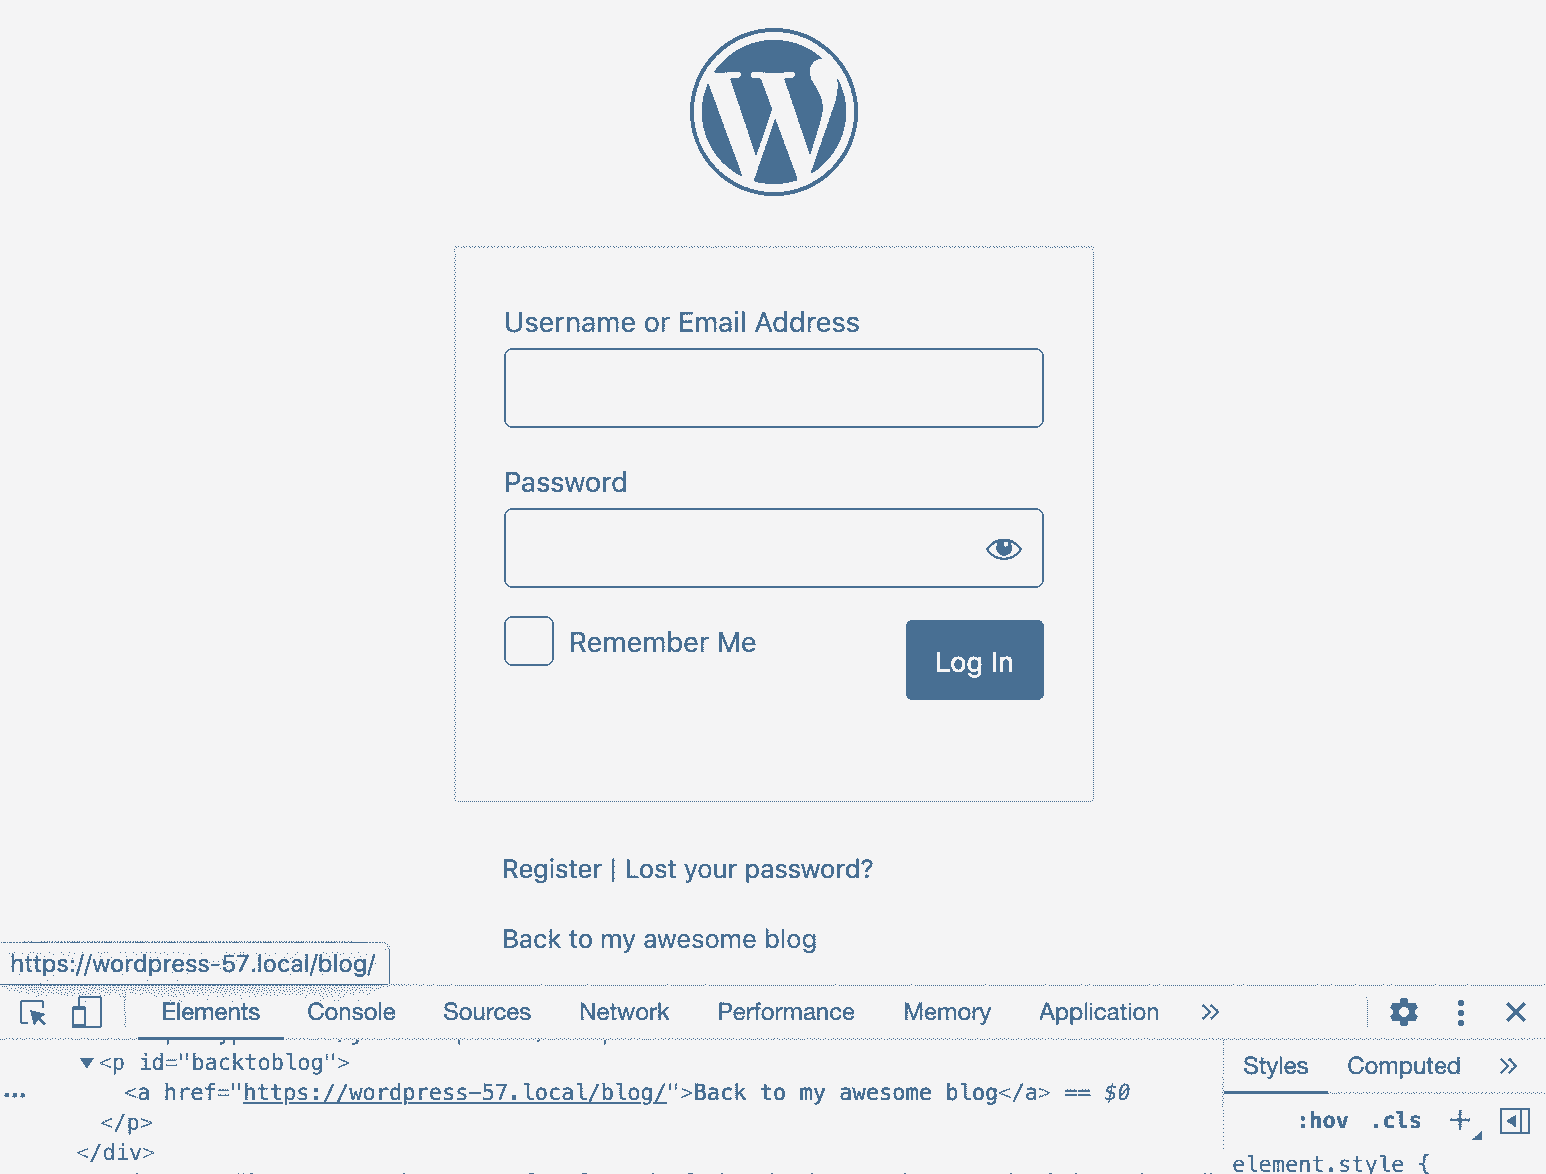 Username or Email Address
Password
Remember Me
Log In
Register | Lost your password?
Back to my awesome blog
https://wordpress-57.local/blog/
Elements Console Sources Network Performance Memory Application »
<p id="backtoblog">
<a href="https://wordpress-57.local/blog/">Back to my awesome blog</a> == $0
</p>
</div>
Styles Computed »
:hov .cls +
element.style {